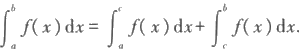 ∫_a^b f(x)dx = ∫_a^c f(x)dx + ∫_c^b f(x)dx.